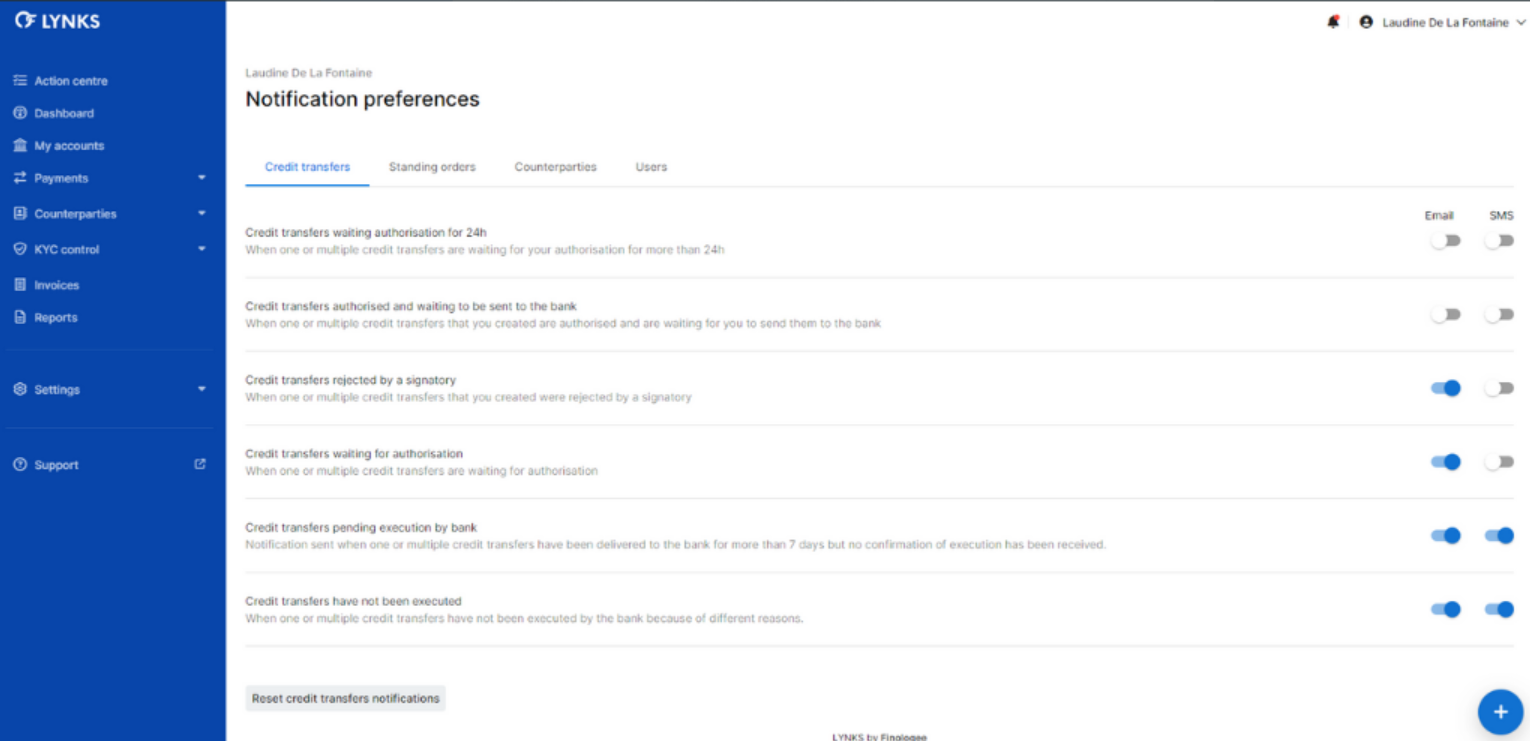 LYNKS
Laudine De La Fontaine
Action centre
Dashboard
My accounts
Payments
Counterparties
KYC control
Invoices
Reports
Settings
Support
Laudine De La Fontaine
Notification preferences
Credit transfers Standing orders Counterparties Users
Email SMS
Credit transfers waiting authorisation for 24h
When one or multiple credit transfers are waiting for your authorisation for more than 24h
Credit transfers authorised and waiting to be sent to the bank
When one or multiple credit transfers that you created are authorised and are waiting for you to send them to the bank
Credit transfers rejected by a signatory
When one or multiple credit transfers that you created were rejected by a signatory
Credit transfers waiting for authorisation
When one or multiple credit transfers are waiting for authorisation
Credit transfers pending execution by bank
Notification sent when one or multiple credit transfers have been delivered to the bank for more than 7 days but no confirmation of execution has been received.
Credit transfers have not been executed
When one or multiple credit transfers have not been executed by the bank because of different reasons.
Reset credit transfers notifications
LYNKS by Finologee